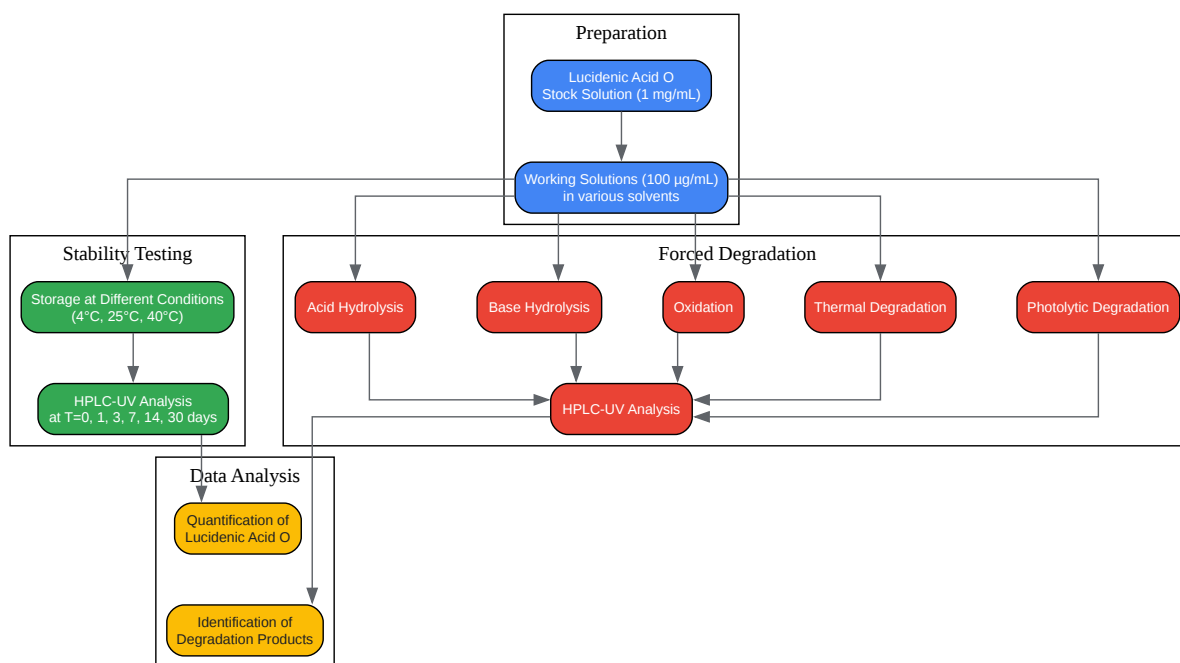 Preparation
Lucidenic Acid O
Stock Solution (1 mg/mL)
Working Solutions (100 µg/mL)
in various solvents
Stability Testing
Storage at Different Conditions
(4°C, 25°C, 40°C)
HPLC-UV Analysis
at T=0, 1, 3, 7, 14, 30 days
Forced Degradation
Acid Hydrolysis
Base Hydrolysis
Oxidation
Thermal Degradation
Photolytic Degradation
HPLC-UV Analysis
Data Analysis
Quantification of
Lucidenic Acid O
Identification of
Degradation Products